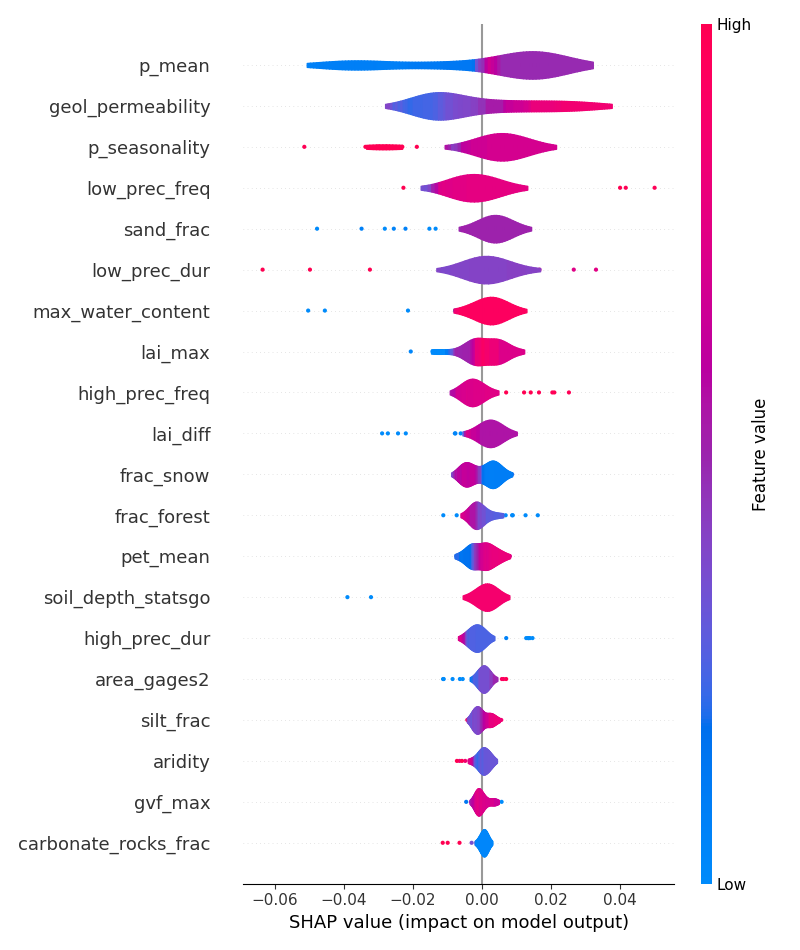 High
p_mean
geol_permeability
p_seasonality
low_prec_freq
sand_frac
low_prec_dur
max_water_content
lai_max
high_prec_freq
lai_diff
frac_snow
frac_forest
pet_mean
soil_depth_statsgo
high_prec_dur
area_gages2
silt_frac
aridity
gvf_max
carbonate_rocks_frac
Feature value
Low
−0.06 −0.04 −0.02 0.00 0.02 0.04
SHAP value (impact on model output)